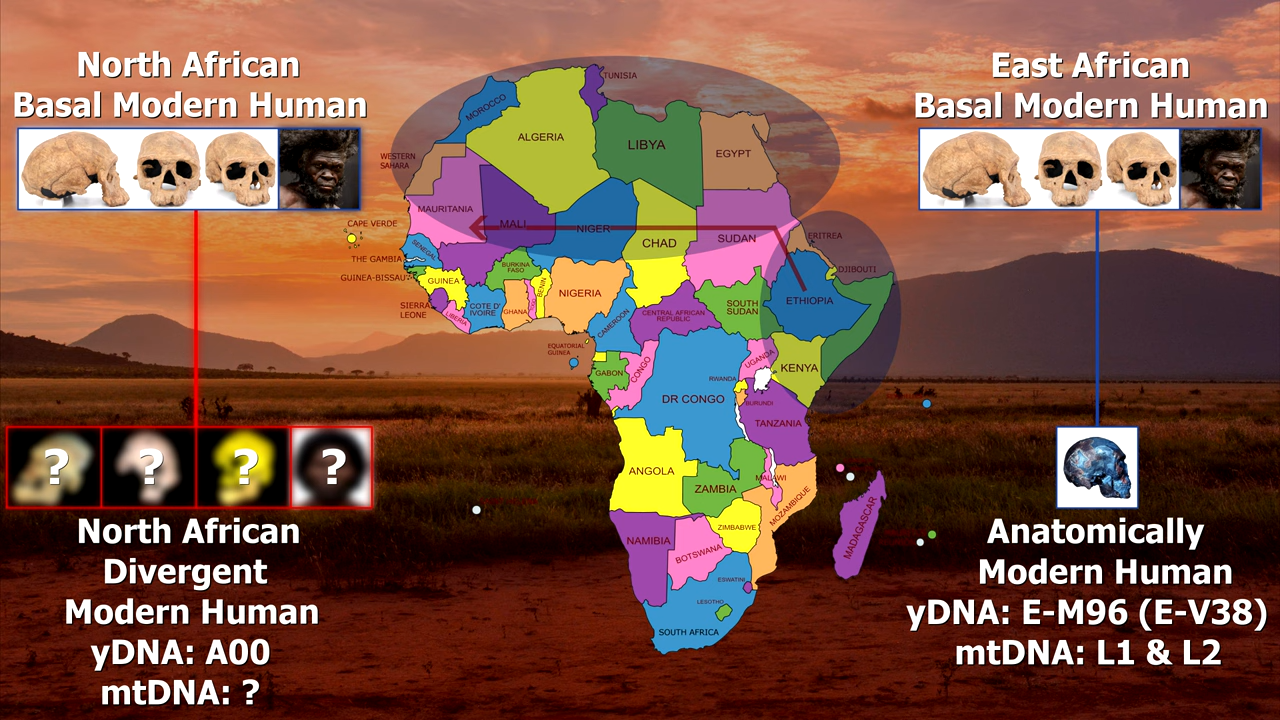 North African
Basal Modern Human
East African
Basal Modern Human
TUNISIA
MOROCCO
ALGERIA
LIBYA
EGYPT
WESTERN
SAHARA
MAURITANIA
MALI
NIGER
CHAD
SUDAN
ERITREA
CAPE VERDE
SENEGAL
THE GAMBIA
GUINEA-BISSAU
GUINEA
BURKINA
FASO
BENIN
NIGERIA
DJIBOUTI
ETHIOPIA
SIERRA
LEONE
LIBERIA
COTE D'
IVOIRE
GHANA
CAMEROON
CENTRAL AFRICAN
REPUBLIC
SOUTH
SUDAN
EQUATORIAL
GUINEA
GABON
CONGO
UGANDA
KENYA
RWANDA
BURUNDI
DR CONGO
TANZANIA
ANGOLA
ZAMBIA
MALAWI
MOZAMBIQUE
ZIMBABWE
MADAGASCAR
NAMIBIA
BOTSWANA
ESWATINI
LESOTHO
SOUTH AFRICA
? ? ? ?
North African
Divergent
Modern Human
yDNA: A00
mtDNA: ?
Anatomically
Modern Human
yDNA: E-M96 (E-V38)
mtDNA: L1 & L2